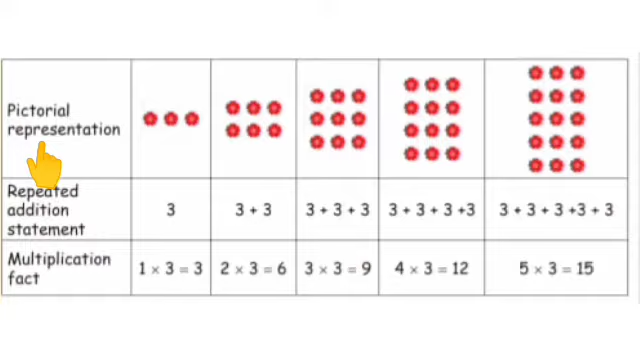 Pictorial
representation
Repeated
addition
statement
3
3 + 3
3 + 3 + 3
3 + 3 + 3 +3
3 + 3 + 3 +3 + 3
Multiplication
fact
1 × 3 = 3
2 × 3 = 6
3 × 3 = 9
4 × 3 = 12
5 × 3 = 15